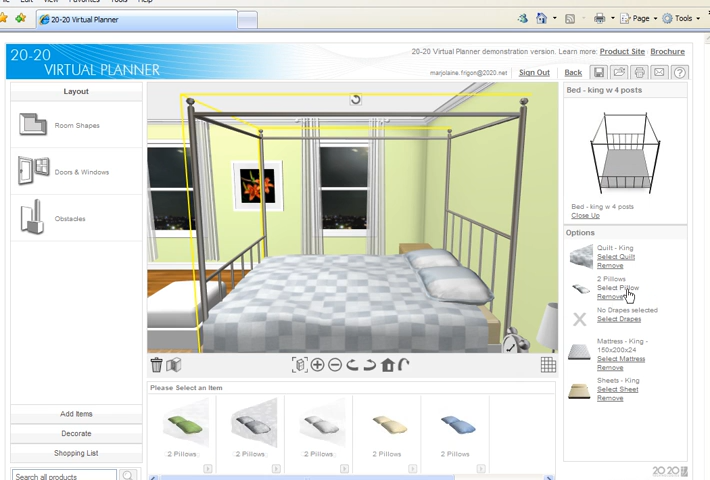 20-20 Virtual Planner
Page
Tools
20-20
VIRTUAL PLANNER
20-20 Virtual Planner demonstration version. Learn more: Product Site · Brochure
marjolaine.frigon@2020.net
Sign Out
Back
Layout
Room Shapes
Doors & Windows
Obstacles
Add Items
Decorate
Shopping List
Search all products
Please Select an Item
2 Pillows
2 Pillows
2 Pillows
2 Pillows
2 Pillows
Bed - king w 4 posts
Bed - king w 4 posts
Close Up
Options
Quilt - King
Select Quilt
Remove
2 Pillows
Select Pillow
Remove
No Drapes selected
Select Drapes
Mattress - King -
150x200x24
Select Mattress
Remove
Sheets - King
Select Sheet
Remove
20 20